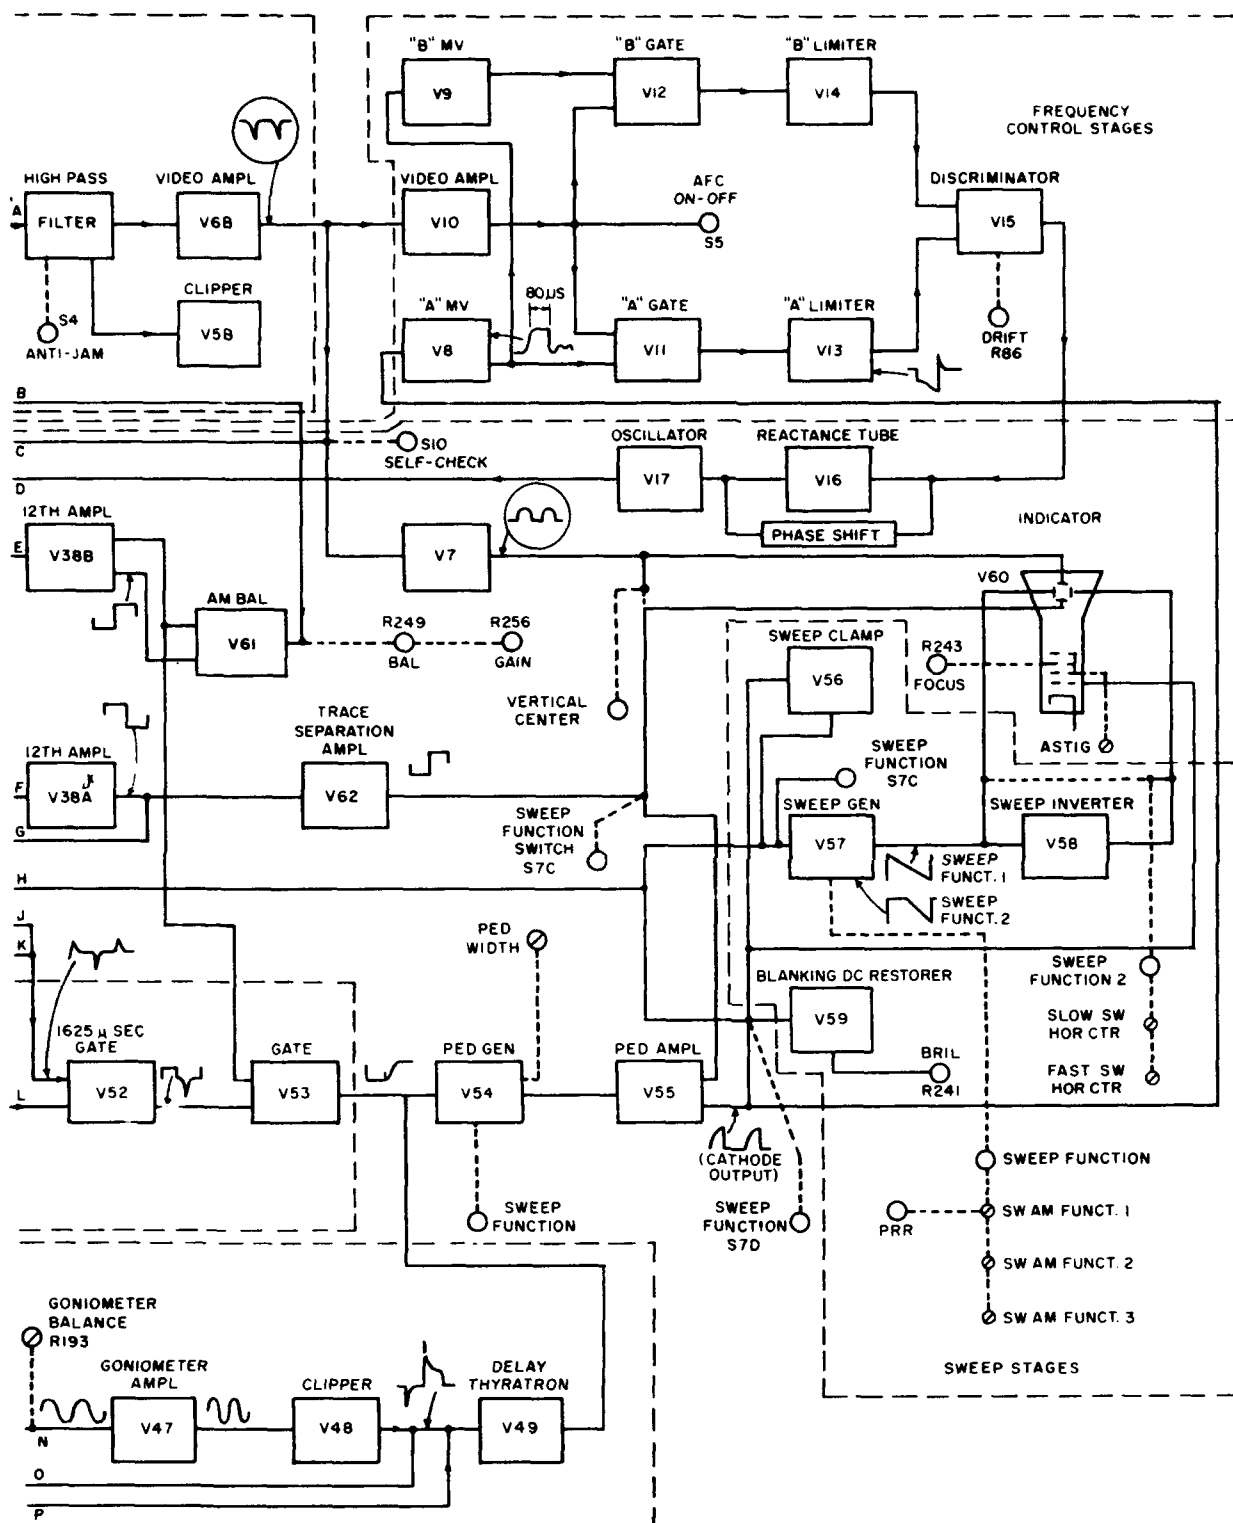 "B" MV
V9
"B" GATE
V12
"B" LIMITER
V14
FREQUENCY
CONTROL STAGES
HIGH PASS
FILTER
A
VIDEO AMPL
V6B
VIDEO AMPL
V10
AFC
ON-OFF
S5
DISCRIMINATOR
V15
S4
ANTI-JAM
CLIPPER
V5B
"A" MV
V8
80 µS
"A" GATE
V11
"A" LIMITER
V13
DRIFT
R86
B
C
S10
SELF-CHECK
OSCILLATOR
V17
REACTANCE TUBE
V16
PHASE SHIFT
D
12TH AMPL
V38B
E
V7
INDICATOR
V60
AM BAL
V61
R249
BAL
R256
GAIN
VERTICAL
CENTER
SWEEP CLAMP
V56
R243
FOCUS
ASTIG
12TH AMPL
V38A
F
G
TRACE
SEPARATION
AMPL
V62
SWEEP
FUNCTION
SWITCH
S7C
SWEEP
FUNCTION
S7C
SWEEP GEN
V57
SWEEP INVERTER
V58
SWEEP
FUNCT. 1
SWEEP
FUNCT. 2
H
J
K
PED
WIDTH
SWEEP
FUNCTION 2
SLOW SW
HOR CTR
FAST SW
HOR CTR
BLANKING DC RESTORER
V59
BRIL
R241
1625 µ SEC
GATE
V52
L
GATE
V53
PED GEN
V54
PED AMPL
V55
(CATHODE
OUTPUT)
SWEEP
FUNCTION
SWEEP
FUNCTION
S7D
SWEEP FUNCTION
PRR
SW AM FUNCT. 1
SW AM FUNCT. 2
SW AM FUNCT. 3
SWEEP STAGES
GONIOMETER
BALANCE
R193
GONIOMETER
AMPL
V47
CLIPPER
V48
DELAY
THYRATRON
V49
N
O
P